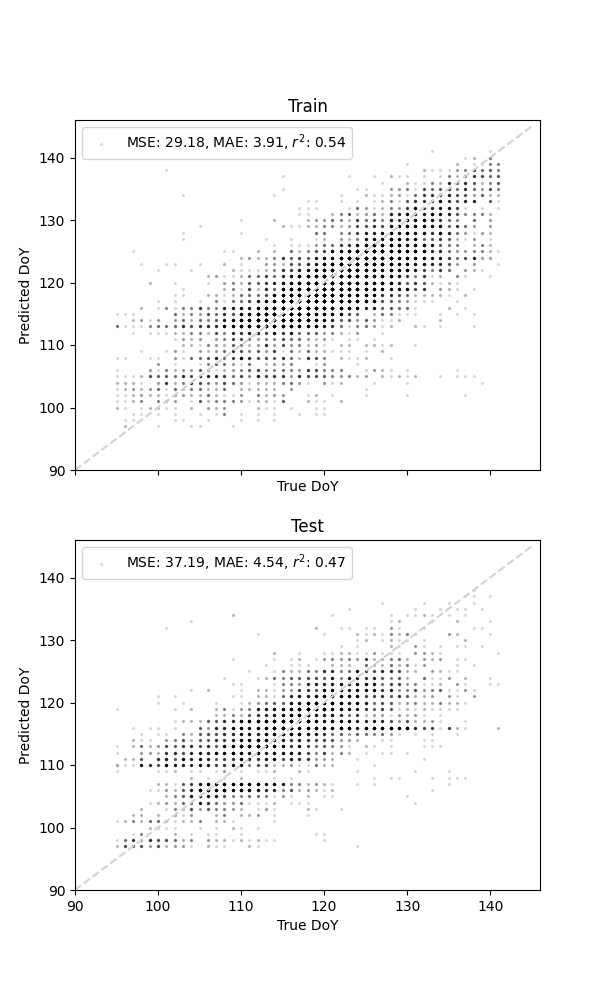 Train
MSE: 29.18, MAE: 3.91, r²: 0.54
140
130
120
110
100
90
Predicted DoY
True DoY
Test
MSE: 37.19, MAE: 4.54, r²: 0.47
140
130
120
110
100
90
Predicted DoY
90 100 110 120 130 140
True DoY